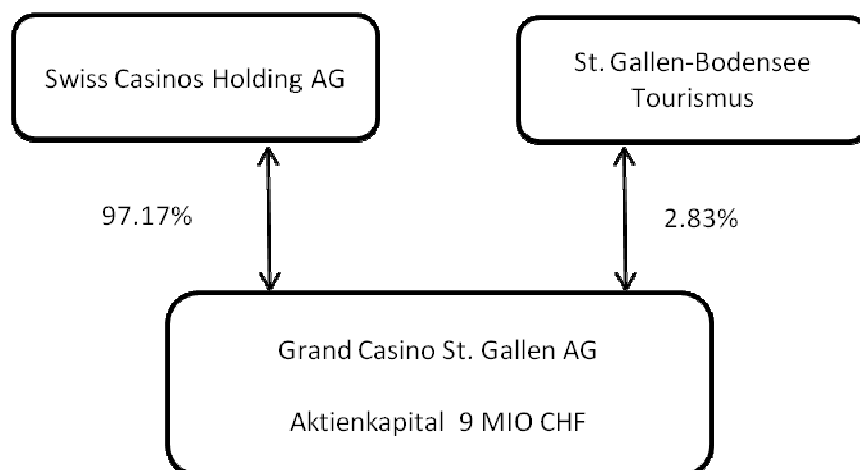 Swiss Casinos Holding AG
St. Gallen-Bodensee
Tourismus
97.17%
2.83%
Grand Casino St. Gallen AG
Aktienkapital 9 MIO CHF